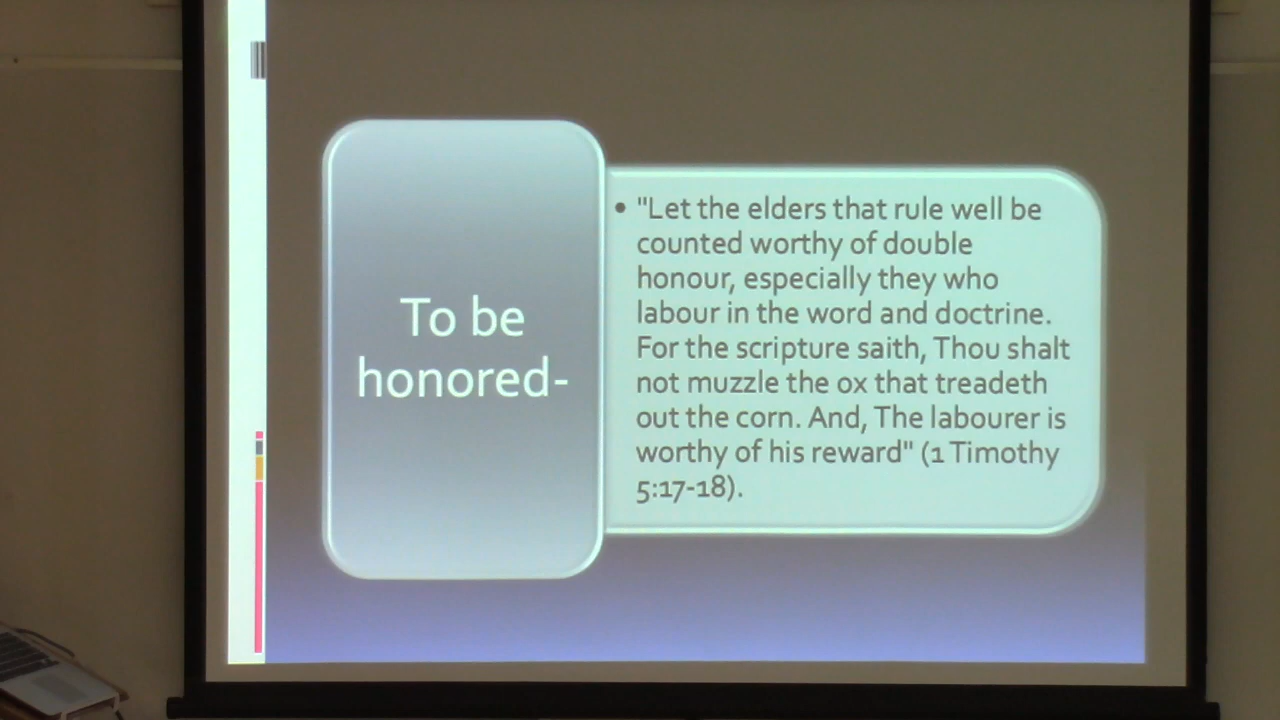 To be
honored-
• "Let the elders that rule well be
counted worthy of double
honour, especially they who
labour in the word and doctrine.
For the scripture saith, Thou shalt
not muzzle the ox that treadeth
out the corn. And, The labourer is
worthy of his reward" (1 Timothy
5:17-18).